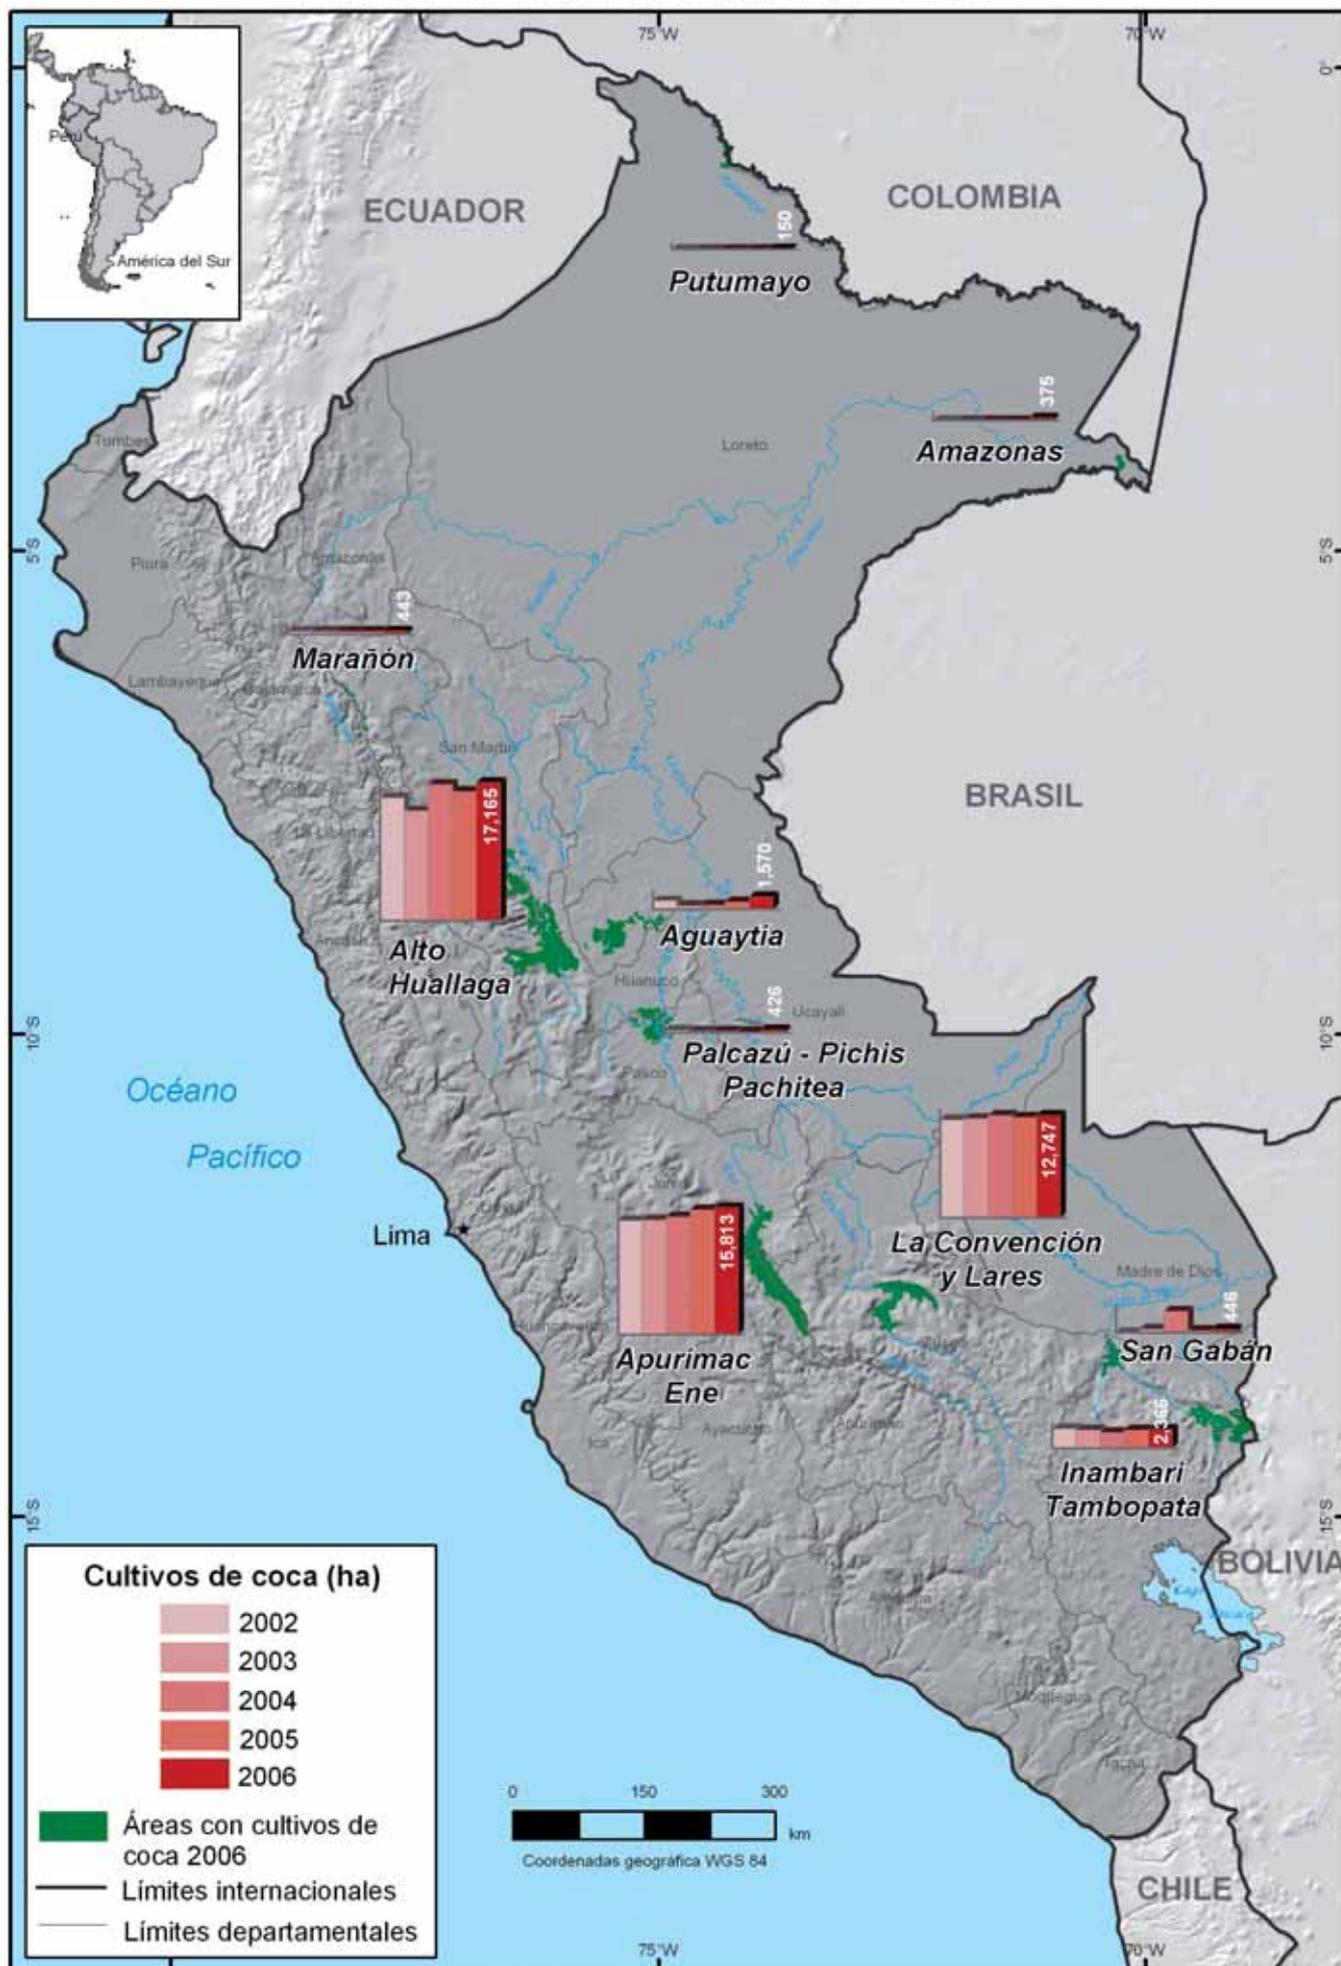 75°W
70°W
0°
Perú
América del Sur
ECUADOR
COLOMBIA
150
Putumayo
375
Amazonas
Tumbes
Loreto
5°S
5°S
Piura
Amazonas
443
Marañón
Lambayeque
Cajamarca
San Martín
BRASIL
17,165
La Libertad
1,570
Alto
Huallaga
Aguaytia
Ancash
Huanuco
426
Ucayali
10°S
10°S
Palcazú - Pichis
Pachitea
Pasco
Océano
Pacífico
12,747
Junín
Lima
15,813
La Convención
y Lares
Madre de Dios
446
San Gabán
Apurimac
Ene
2,366
Ayacucho
Apurimac
Ica
Inambari
Tambopata
15°S
15°S
BOLIVIA
Moquegua
Tacna
Cultivos de coca (ha)
2002
2003
2004
2005
2006
Áreas con cultivos de
coca 2006
Límites internacionales
Límites departamentales
0 150 300
km
Coordenadas geográfica WGS 84
CHILE
75°W
70°W